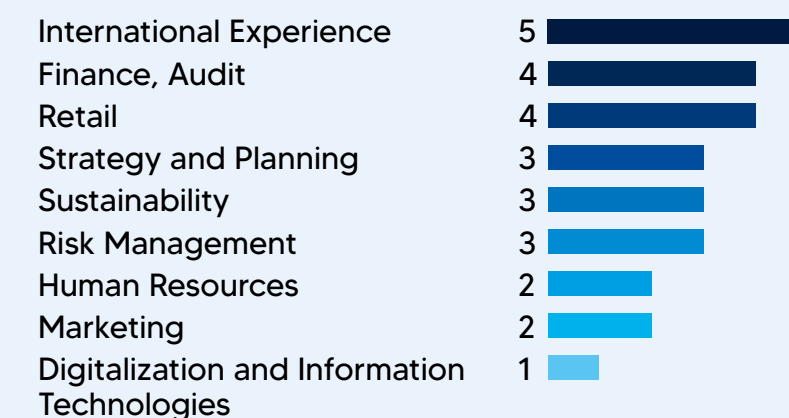 International Experience 5
Finance, Audit 4
Retail 4
Strategy and Planning 3
Sustainability 3
Risk Management 3
Human Resources 2
Marketing 2
Digitalization and Information 1
Technologies